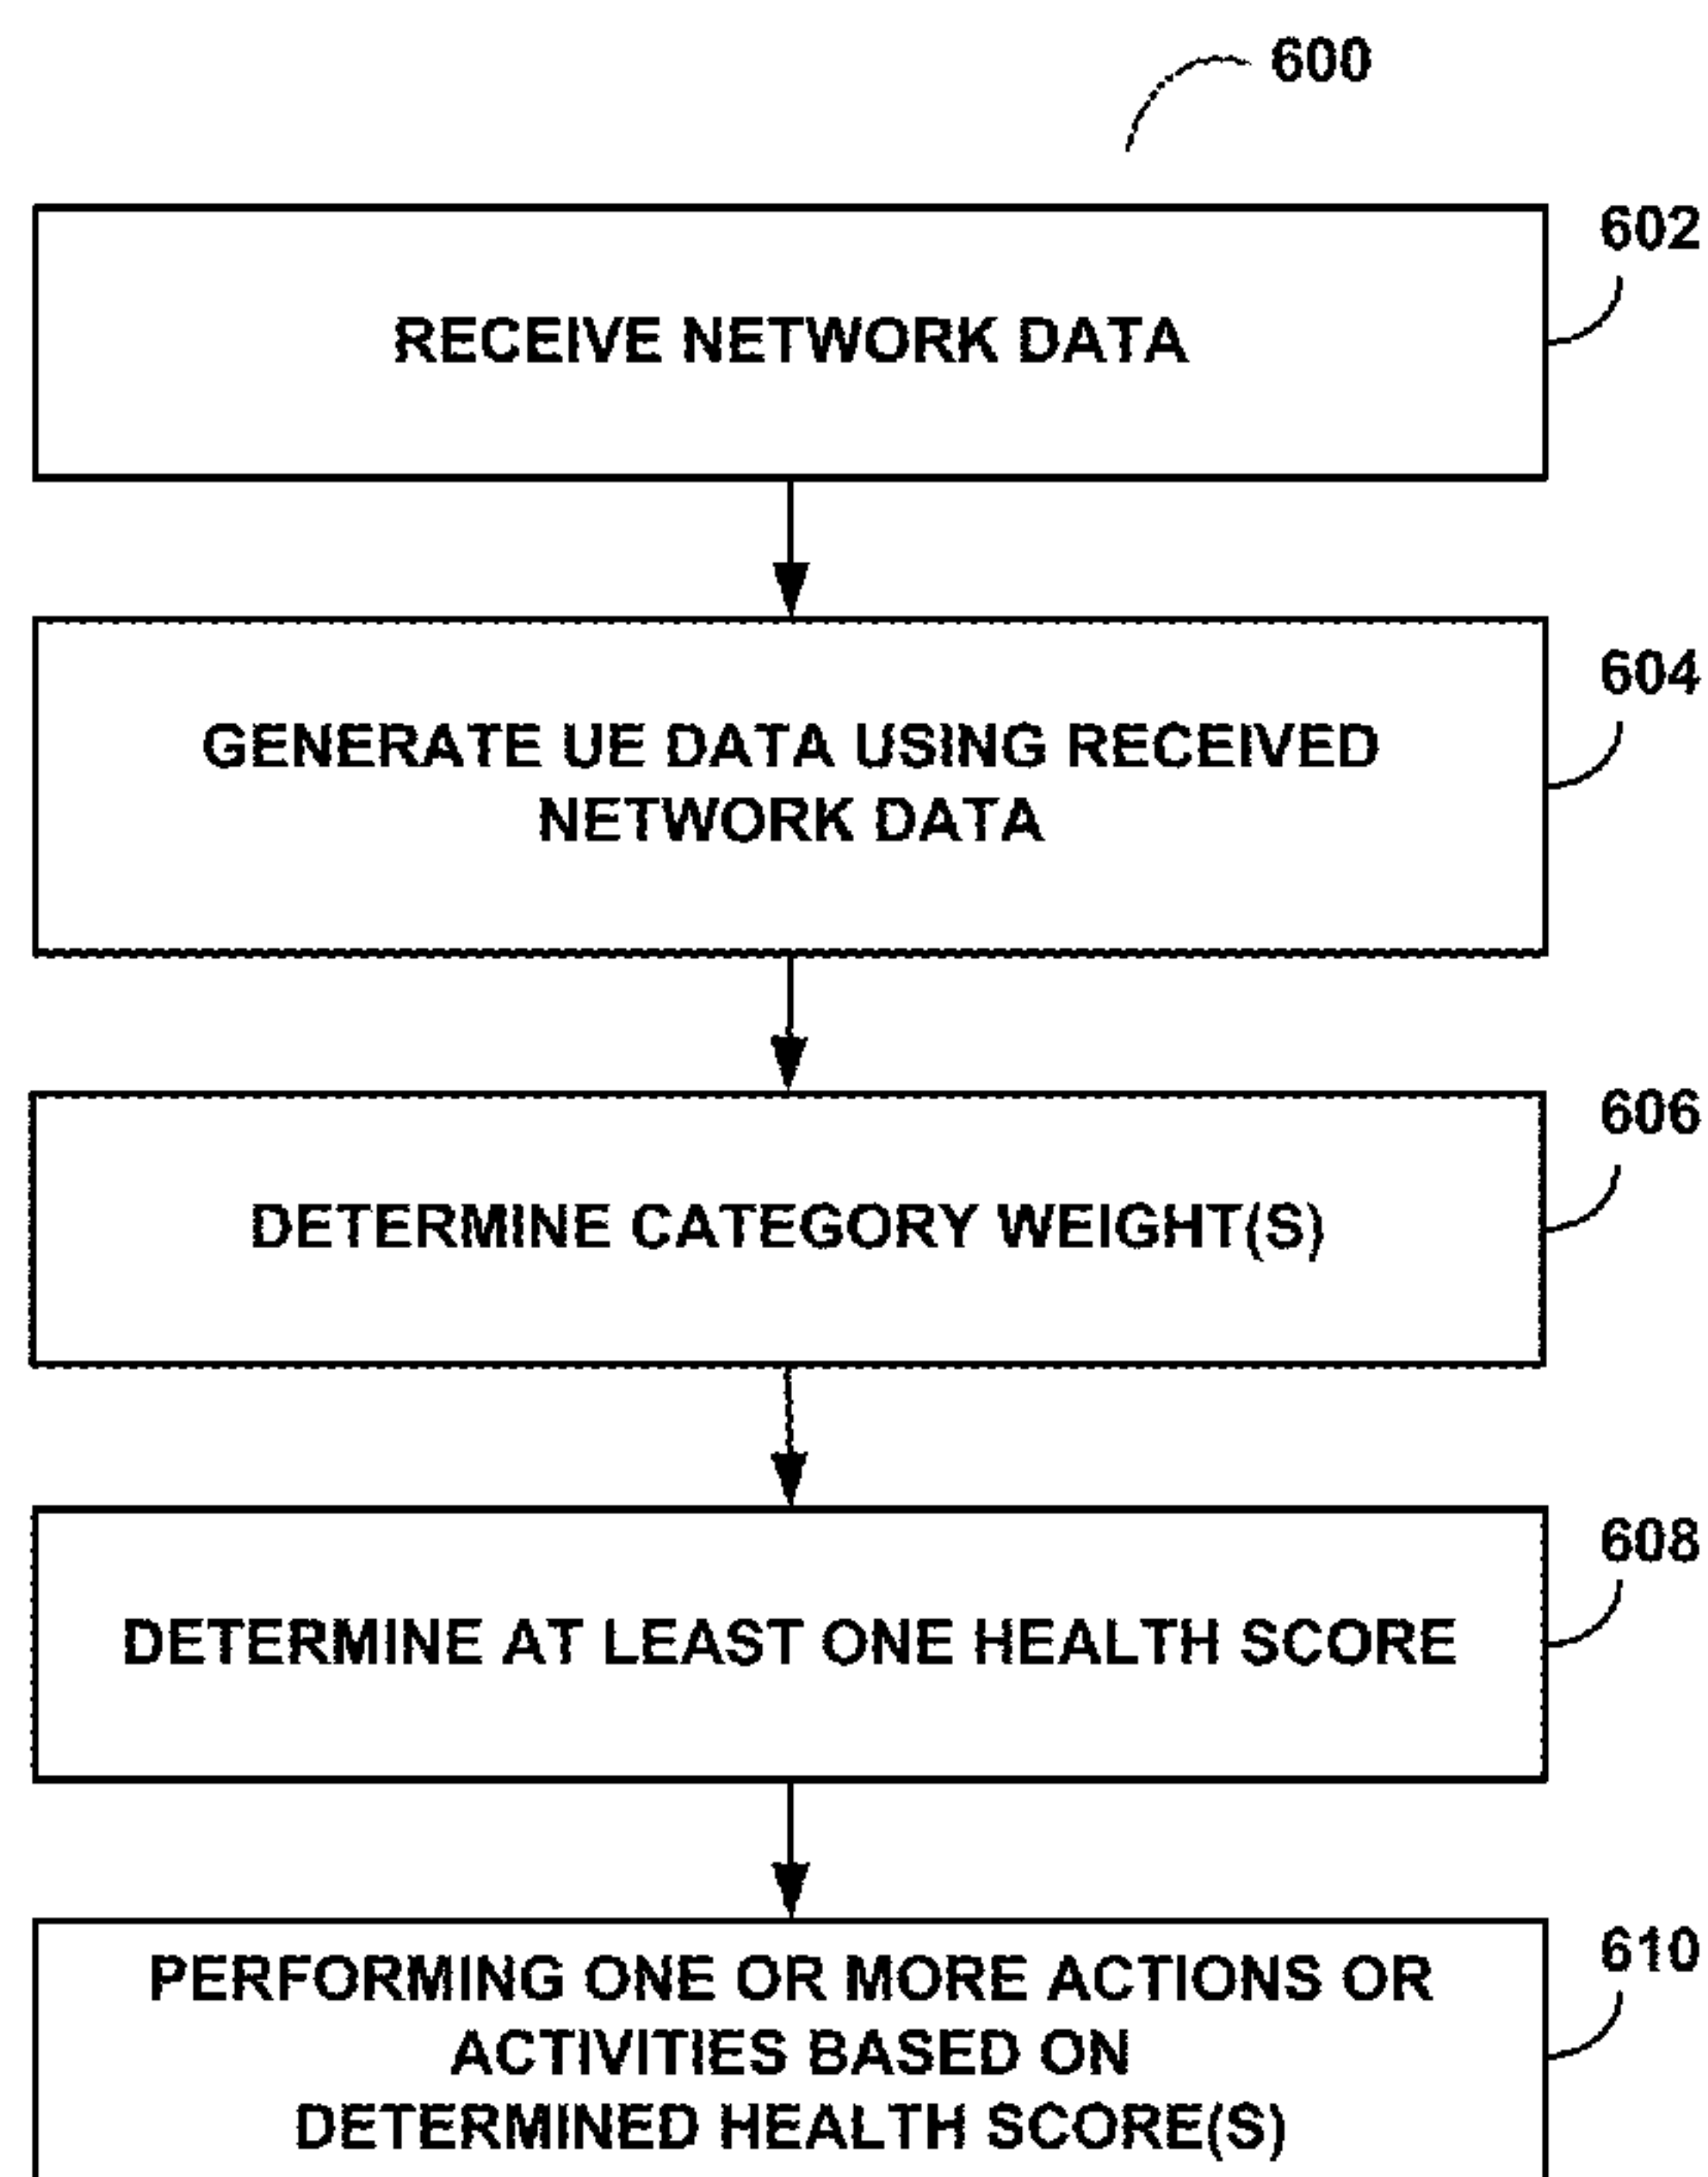 600
602
RECEIVE NETWORK DATA
604
GENERATE UE DATA USING RECEIVED
NETWORK DATA
606
DETERMINE CATEGORY WEIGHT(S)
608
DETERMINE AT LEAST ONE HEALTH SCORE
610
PERFORMING ONE OR MORE ACTIONS OR
ACTIVITIES BASED ON
DETERMINED HEALTH SCORE(S)